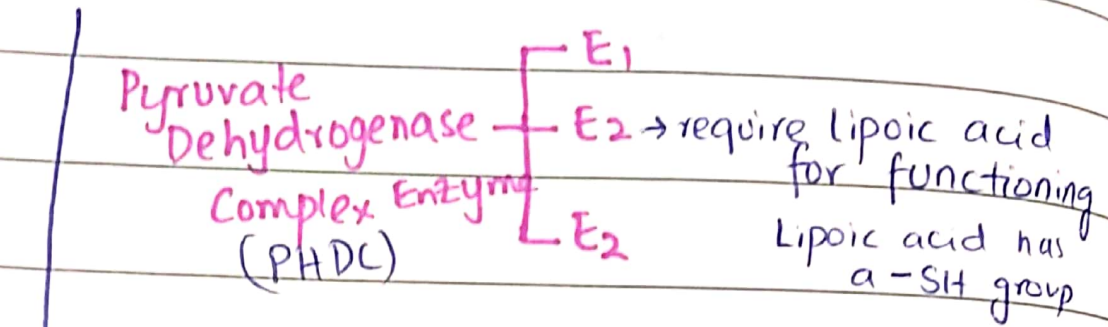 E1
Pyruvate
Dehydrogenase
E2 → require lipoic acid
for functioning
Complex Enzyme
E2
Lipoic acid has
a -SH group
(PHDC)